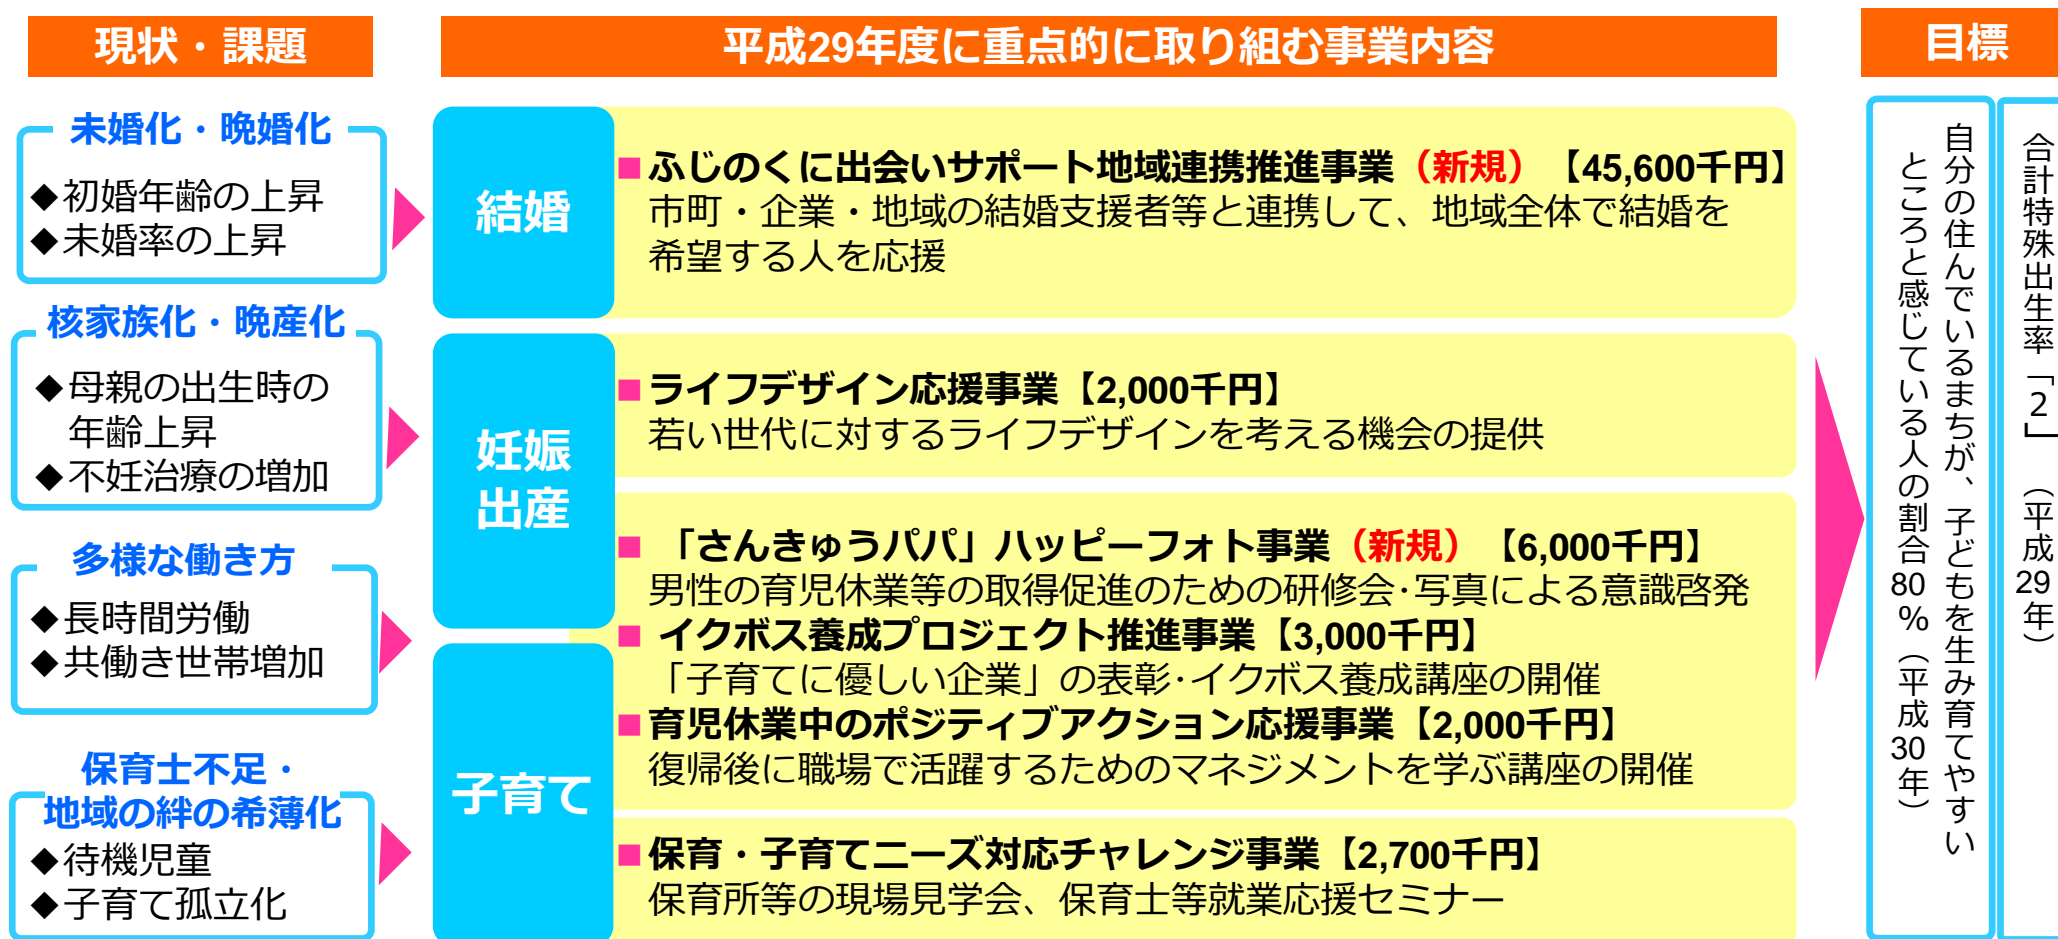 現状・課題
平成29年度に重点的に取り組む事業内容
目標
未婚化・晩婚化
◆初婚年齢の上昇
◆未婚率の上昇
核家族化・晩産化
◆母親の出生時の
年齢上昇
◆不妊治療の増加
多様な働き方
◆長時間労働
◆共働き世帯増加
保育士不足・
地域の絆の希薄化
◆待機児童
◆子育て孤立化
結婚
■ふじのくに出会いサポート地域連携推進事業（新規）【45,600千円】
市町・企業・地域の結婚支援者等と連携して、地域全体で結婚を
希望する人を応援
妊娠
出産
■ライフデザイン応援事業【2,000千円】
若い世代に対するライフデザインを考える機会の提供
■「さんきゅうパパ」ハッピーフォト事業（新規）【6,000千円】
男性の育児休業等の取得促進のための研修会･写真による意識啓発
■イクボス養成プロジェクト推進事業【3,000千円】
「子育てに優しい企業」の表彰･イクボス養成講座の開催
■育児休業中のポジティブアクション応援事業【2,000千円】
復帰後に職場で活躍するためのマネジメントを学ぶ講座の開催
子育て
■保育・子育てニーズ対応チャレンジ事業【2,700千円】
保育所等の現場見学会、保育士等就業応援セミナー
合計特殊出生率「2」（平成29年）
自分の住んでいるまちが、子どもを生み育てやすい
ところと感じている人の割合80％（平成30年）